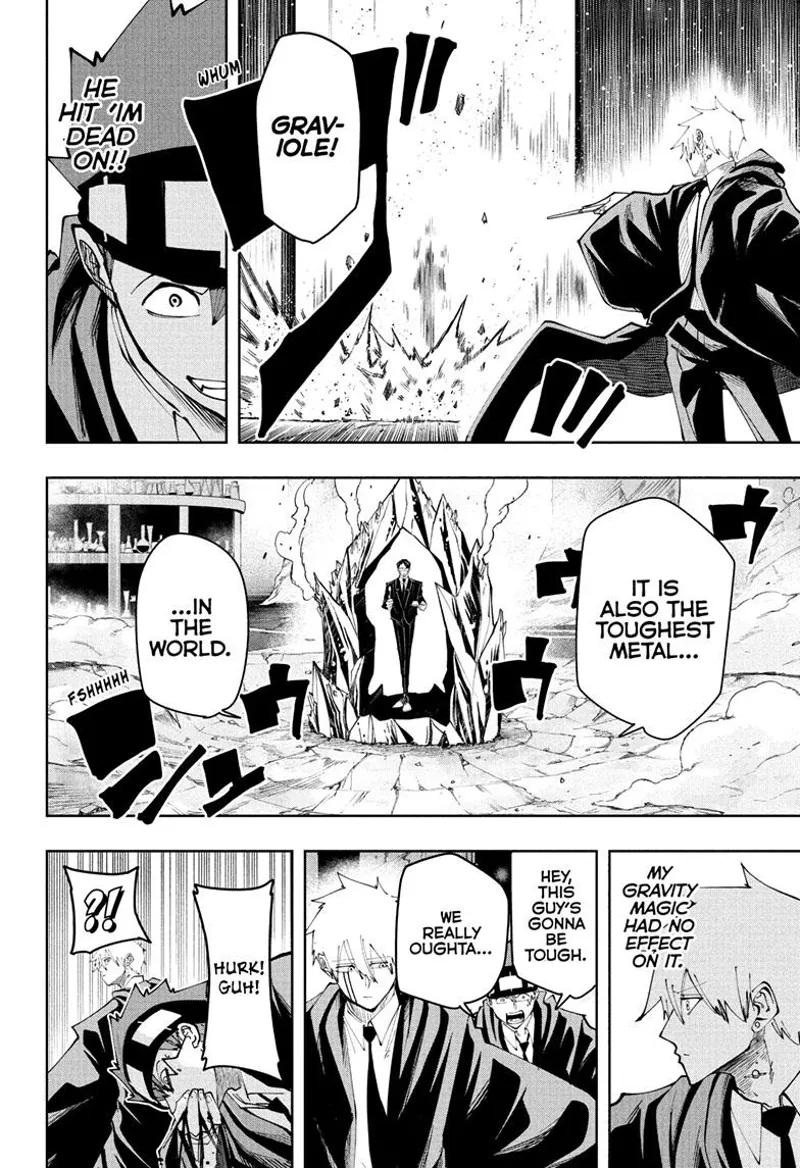 GRAV-
IOLE!
WHUM
HE
HIT 'IM
DEAD
ON!!
IT IS
ALSO THE
TOUGHEST
METAL...
...IN
THE
WORLD.
FSHHHHH
シュウウウ
MY
GRAVITY
MAGIC
HAD NO
EFFECT
ON IT.
HEY,
THIS
GUY'S
GONNA
BE
TOUGH.
WE
REALLY
OUGHTA...
HURK!
GUH!
?!